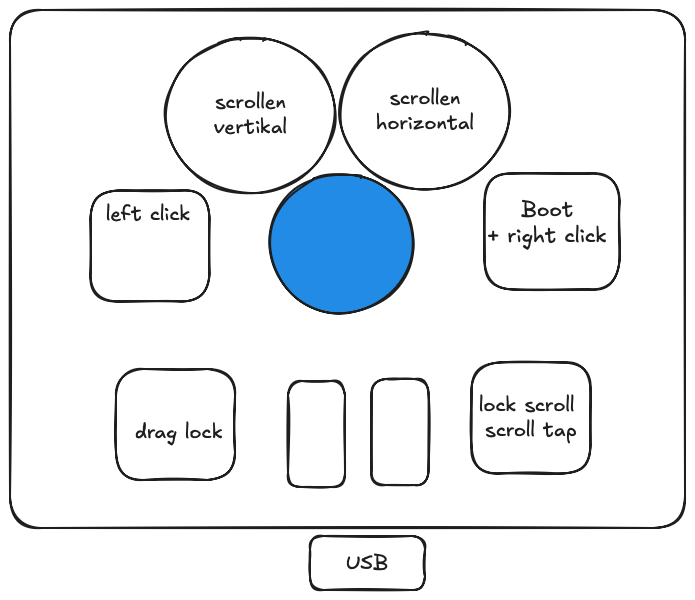 scrollen
vertikal
scrollen
horizontal
left click
Boot
+ right click
drag lock
lock scroll
scroll tap
USB